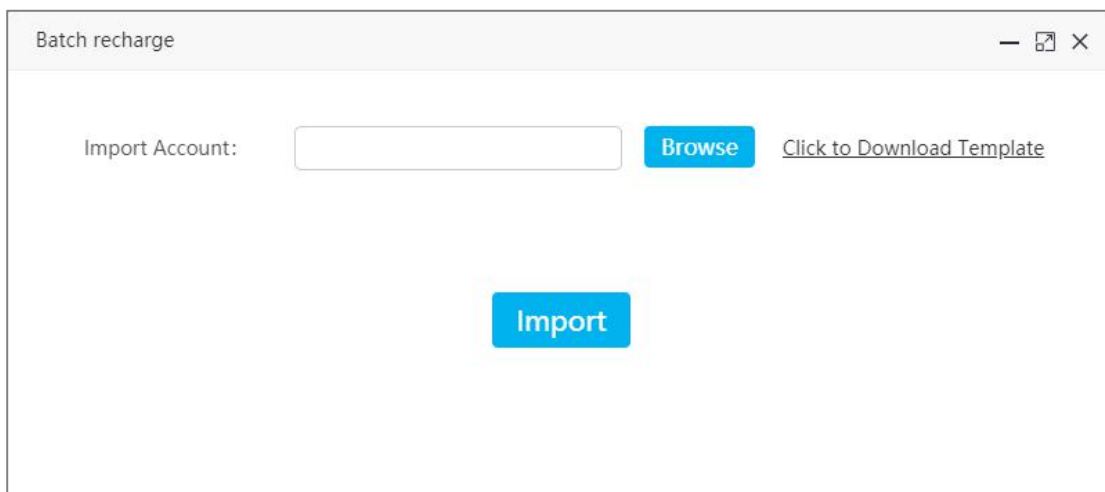 Batch recharge
Import Account: Browse Click to Download Template
Import